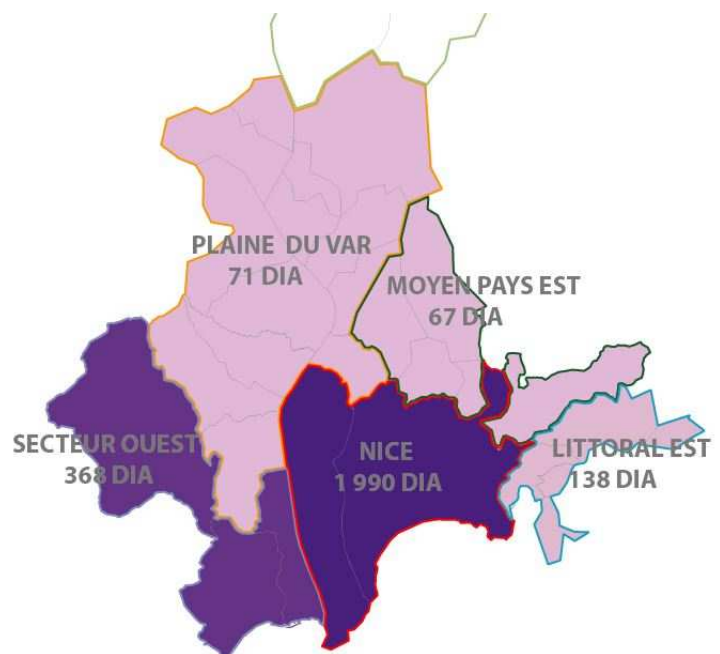 PLAINE DU VAR
71 DIA
MOYEN PAYS EST
67 DIA
SECTEUR OUEST
368 DIA
NICE
1 990 DIA
LITTORAL EST
138 DIA